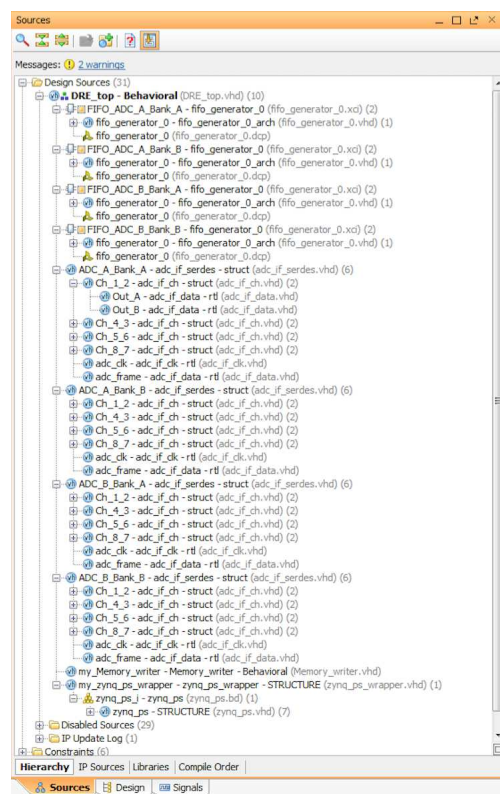 Sources
Messages: 2 warnings
Design Sources (31)
DRE_top - Behavioral (DRE_top.vhd) (10)
FIFO_ADC_A_Bank_A - fifo_generator_0 (fifo_generator_0.xci) (2)
fifo_generator_0 - fifo_generator_0_arch (fifo_generator_0.vhd) (1)
fifo_generator_0 (fifo_generator_0.dcp)
FIFO_ADC_A_Bank_B - fifo_generator_0 (fifo_generator_0.xci) (2)
fifo_generator_0 - fifo_generator_0_arch (fifo_generator_0.vhd) (1)
fifo_generator_0 (fifo_generator_0.dcp)
FIFO_ADC_B_Bank_A - fifo_generator_0 (fifo_generator_0.xci) (2)
fifo_generator_0 - fifo_generator_0_arch (fifo_generator_0.vhd) (1)
fifo_generator_0 (fifo_generator_0.dcp)
FIFO_ADC_B_Bank_B - fifo_generator_0 (fifo_generator_0.xci) (2)
fifo_generator_0 - fifo_generator_0_arch (fifo_generator_0.vhd) (1)
fifo_generator_0 (fifo_generator_0.dcp)
ADC_A_Bank_A - adc_if_serdes - struct (adc_if_serdes.vhd) (6)
Ch_1_2 - adc_if_ch - struct (adc_if_ch.vhd) (2)
Out_A - adc_if_data - rtl (adc_if_data.vhd)
Out_B - adc_if_data - rtl (adc_if_data.vhd)
Ch_4_3 - adc_if_ch - struct (adc_if_ch.vhd) (2)
Ch_5_6 - adc_if_ch - struct (adc_if_ch.vhd) (2)
Ch_8_7 - adc_if_ch - struct (adc_if_ch.vhd) (2)
adc_clk - adc_if_clk - rtl (adc_if_clk.vhd)
adc_frame - adc_if_data - rtl (adc_if_data.vhd)
ADC_A_Bank_B - adc_if_serdes - struct (adc_if_serdes.vhd) (6)
Ch_1_2 - adc_if_ch - struct (adc_if_ch.vhd) (2)
Ch_4_3 - adc_if_ch - struct (adc_if_ch.vhd) (2)
Ch_5_6 - adc_if_ch - struct (adc_if_ch.vhd) (2)
Ch_8_7 - adc_if_ch - struct (adc_if_ch.vhd) (2)
adc_clk - adc_if_clk - rtl (adc_if_clk.vhd)
adc_frame - adc_if_data - rtl (adc_if_data.vhd)
ADC_B_Bank_A - adc_if_serdes - struct (adc_if_serdes.vhd) (6)
Ch_1_2 - adc_if_ch - struct (adc_if_ch.vhd) (2)
Ch_4_3 - adc_if_ch - struct (adc_if_ch.vhd) (2)
Ch_5_6 - adc_if_ch - struct (adc_if_ch.vhd) (2)
Ch_8_7 - adc_if_ch - struct (adc_if_ch.vhd) (2)
adc_clk - adc_if_clk - rtl (adc_if_clk.vhd)
adc_frame - adc_if_data - rtl (adc_if_data.vhd)
ADC_B_Bank_B - adc_if_serdes - struct (adc_if_serdes.vhd) (6)
Ch_1_2 - adc_if_ch - struct (adc_if_ch.vhd) (2)
Ch_4_3 - adc_if_ch - struct (adc_if_ch.vhd) (2)
Ch_5_6 - adc_if_ch - struct (adc_if_ch.vhd) (2)
Ch_8_7 - adc_if_ch - struct (adc_if_ch.vhd) (2)
adc_clk - adc_if_clk - rtl (adc_if_clk.vhd)
adc_frame - adc_if_data - rtl (adc_if_data.vhd)
my_Memory_writer - Memory_writer - Behavioral (Memory_writer.vhd)
my_zynq_ps_wrapper - zynq_ps_wrapper - STRUCTURE (zynq_ps_wrapper.vhd) (1)
zynq_ps_i - zynq_ps (zynq_ps.bd) (1)
zynq_ps - STRUCTURE (zynq_ps.vhd) (7)
Disabled Sources (29)
IP Update Log (1)
Constraints (6)
Hierarchy IP Sources Libraries Compile Order
Sources Design Signals